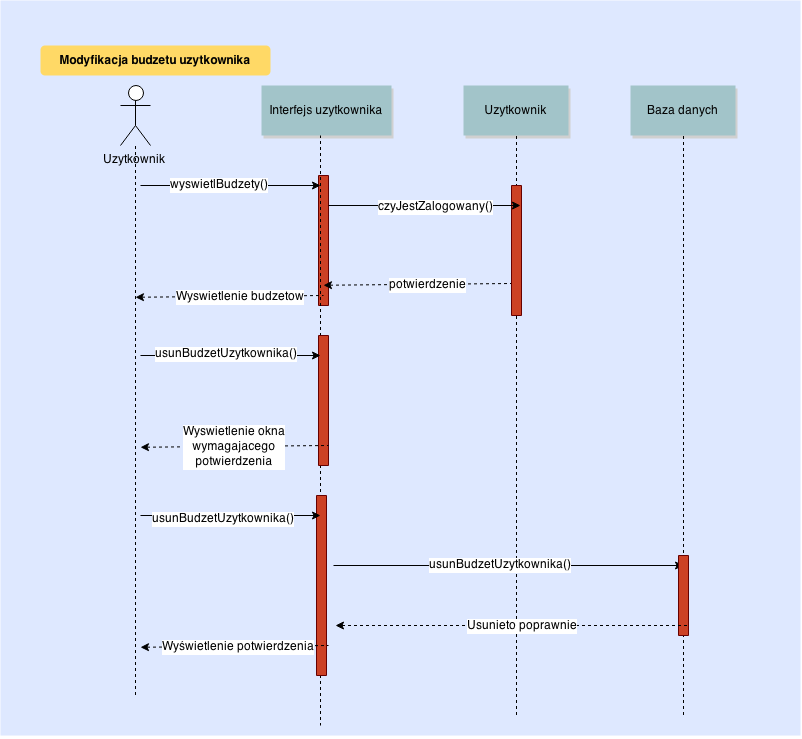 Modyfikacja budzetu uzytkownika
Interfejs uzytkownika
Uzytkownik
Baza danych
Uzytkownik
wyswietlBudzety()
czyJestZalogowany()
potwierdzenie
Wyswietlenie budzetow
usunBudzetUzytkownika()
Wyswietlenie okna
wymagajacego
potwierdzenia
usunBudzetUzytkownika()
usunBudzetUzytkownika()
Usunieto poprawnie
Wyświetlenie potwierdzenia